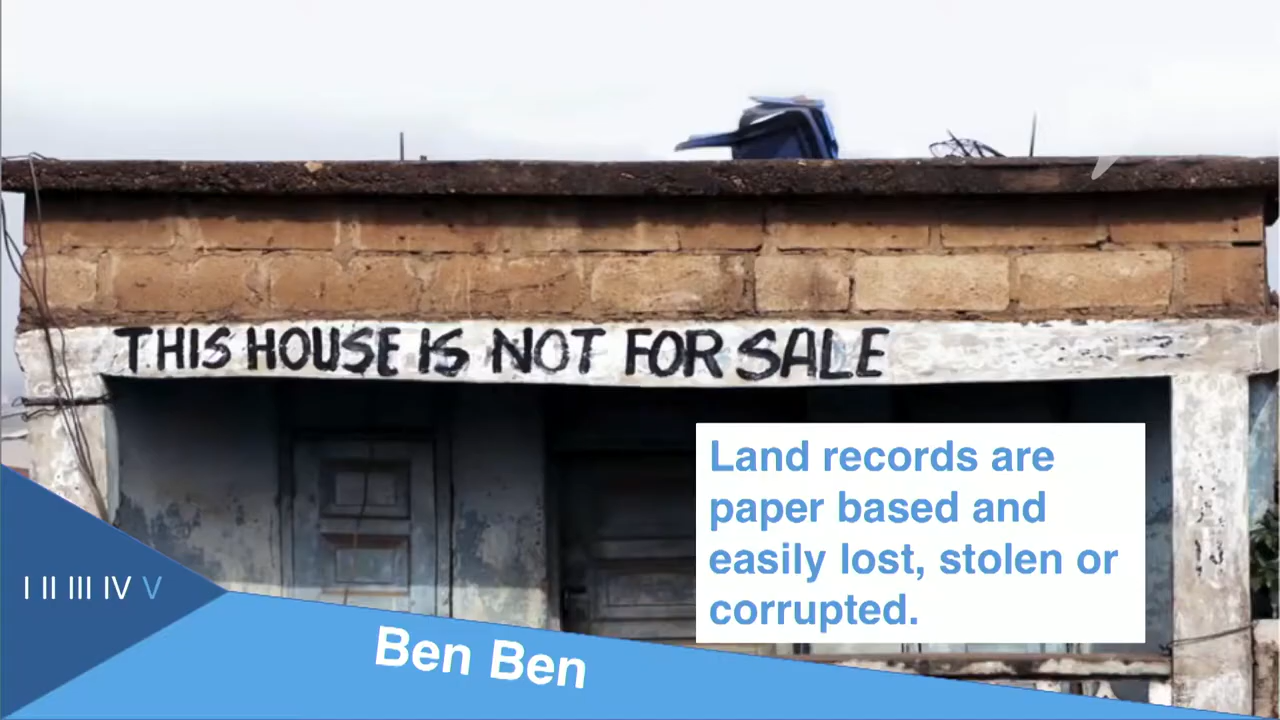 THIS HOUSE IS NOT FOR SALE
Land records are
paper based and
easily lost, stolen or
corrupted.
I II III IV V
Ben Ben